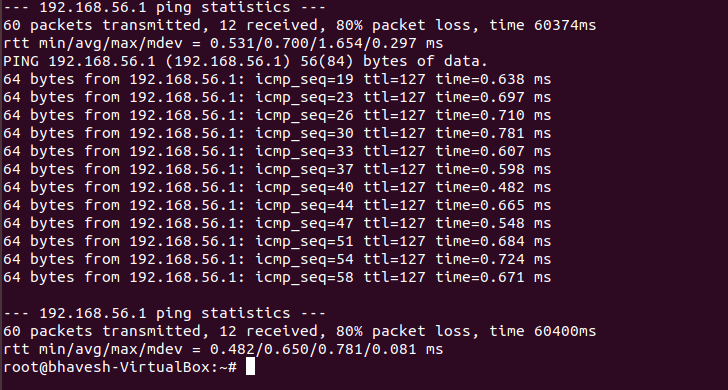 --- 192.168.56.1 ping statistics ---
60 packets transmitted, 12 received, 80% packet loss, time 60374ms
rtt min/avg/max/mdev = 0.531/0.700/1.654/0.297 ms
PING 192.168.56.1 (192.168.56.1) 56(84) bytes of data.
64 bytes from 192.168.56.1: icmp_seq=19 ttl=127 time=0.638 ms
64 bytes from 192.168.56.1: icmp_seq=23 ttl=127 time=0.697 ms
64 bytes from 192.168.56.1: icmp_seq=26 ttl=127 time=0.710 ms
64 bytes from 192.168.56.1: icmp_seq=30 ttl=127 time=0.781 ms
64 bytes from 192.168.56.1: icmp_seq=33 ttl=127 time=0.607 ms
64 bytes from 192.168.56.1: icmp_seq=37 ttl=127 time=0.598 ms
64 bytes from 192.168.56.1: icmp_seq=40 ttl=127 time=0.482 ms
64 bytes from 192.168.56.1: icmp_seq=44 ttl=127 time=0.665 ms
64 bytes from 192.168.56.1: icmp_seq=47 ttl=127 time=0.548 ms
64 bytes from 192.168.56.1: icmp_seq=51 ttl=127 time=0.684 ms
64 bytes from 192.168.56.1: icmp_seq=54 ttl=127 time=0.724 ms
64 bytes from 192.168.56.1: icmp_seq=58 ttl=127 time=0.671 ms
--- 192.168.56.1 ping statistics ---
60 packets transmitted, 12 received, 80% packet loss, time 60400ms
rtt min/avg/max/mdev = 0.482/0.650/0.781/0.081 ms
root@bhavesh-VirtualBox:~#